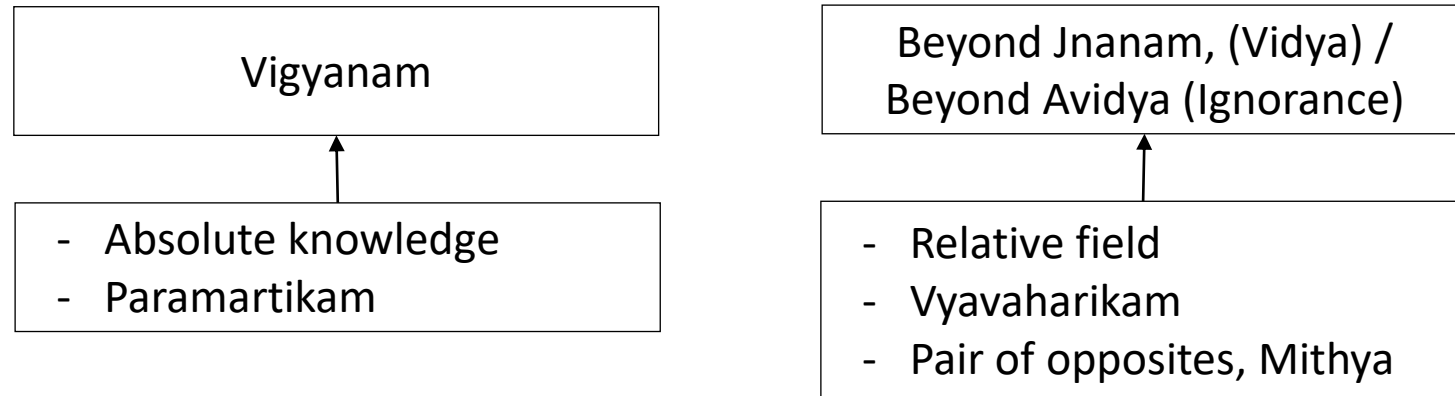 Vigyanam
- Absolute knowledge
- Paramartikam
Beyond Jnanam, (Vidya) /
Beyond Avidya (Ignorance)
- Relative field
- Vyavaharikam
- Pair of opposites, Mithya